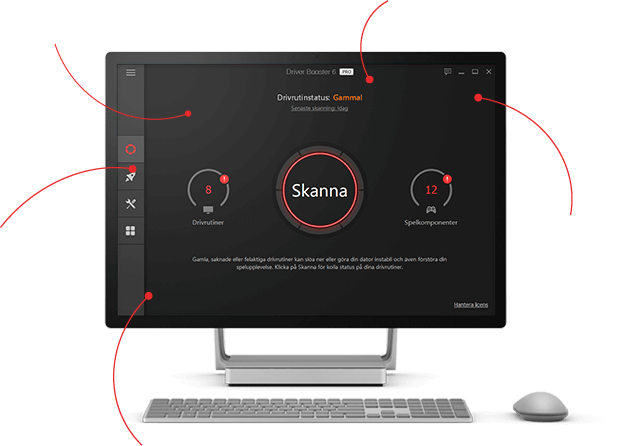 Driver Booster 6 PRO
Drivrutinstatus: Gammal
Senaste skanning: Idag
8
Skanna
12
Drivrutiner
Spelkomponenter
Gamla, saknade eller felaktiga drivrutiner kan slöa ner eller göra din dator instabil och även förstöra din
spelupplevelse. Klicka på Skanna för kolla status på dina drivrutiner.
Hantera licens